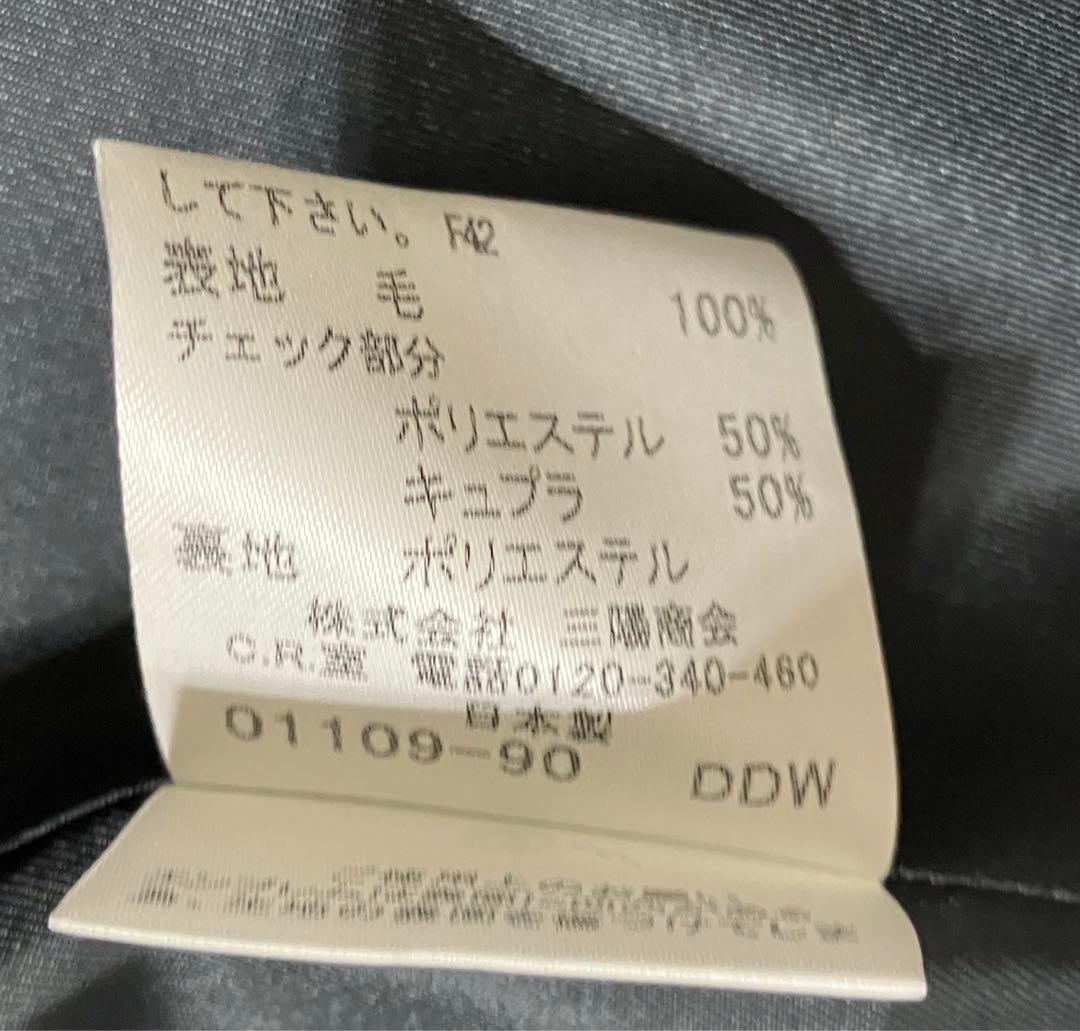 して下さい。 F42
表地 毛 100%
チェック部分
ポリエステル 50%
キュプラ 50%
裏地 ポリエステル
株式会社 三陽商会
C.R.室 電話0120-340-460
日本製
01109-90 DDW